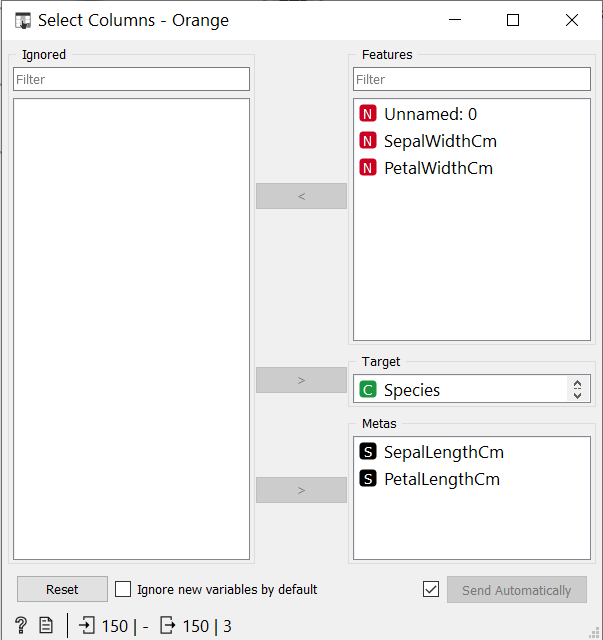 Select Columns - Orange
Ignored
Filter
Features
Filter
N Unnamed: 0
N SepalWidthCm
N PetalWidthCm
<
Target
>
C Species
Metas
S SepalLengthCm
S PetalLengthCm
>
Reset
Ignore new variables by default
Send Automatically
? 150 | - 150 | 3